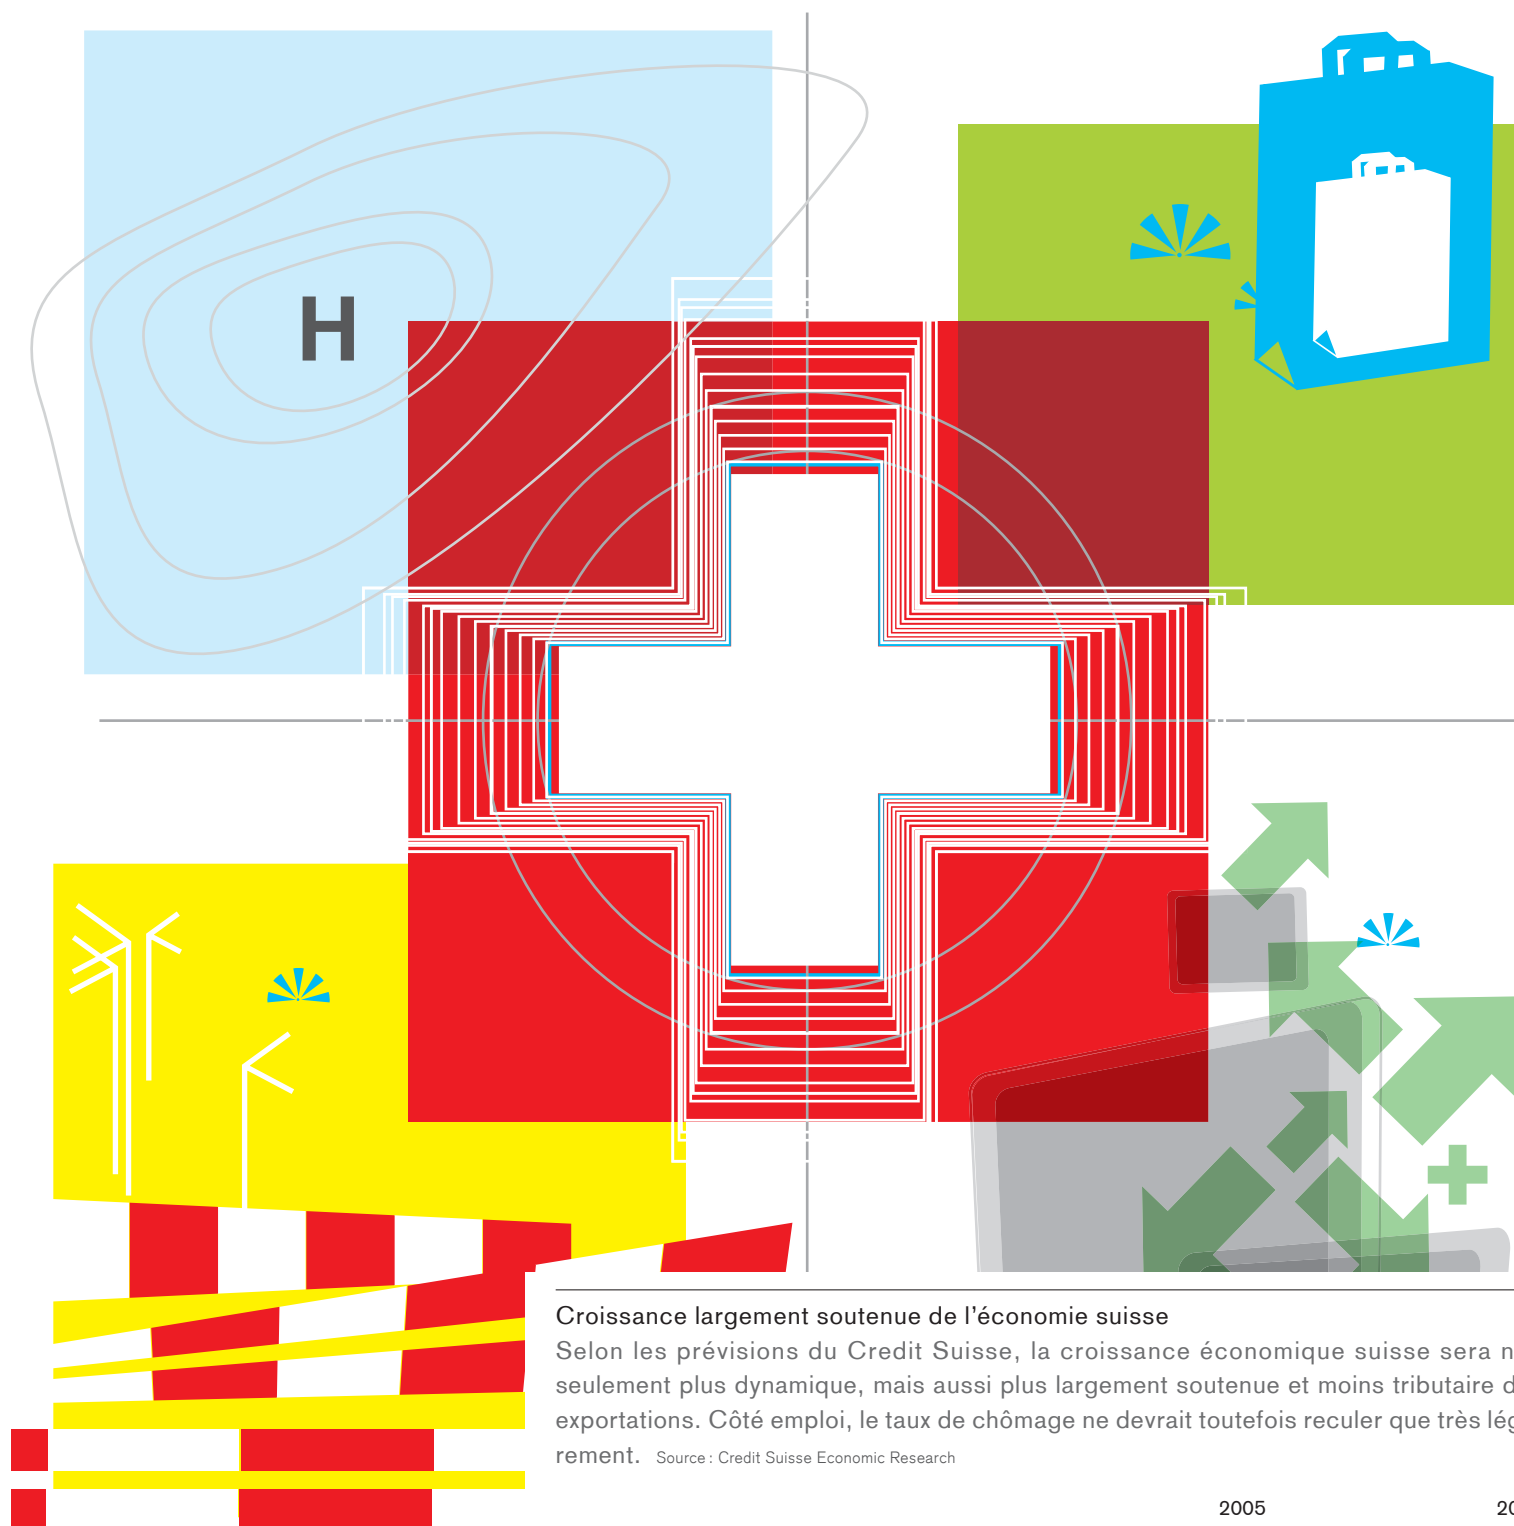 H
Croissance largement soutenue de l’économie suisse
Selon les prévisions du Credit Suisse, la croissance économique suisse sera n
seulement plus dynamique, mais aussi plus largement soutenue et moins tributaire d
exportations. Côté emploi, le taux de chômage ne devrait toutefois reculer que très lég
rement. Source : Credit Suisse Economic Research
2005 20